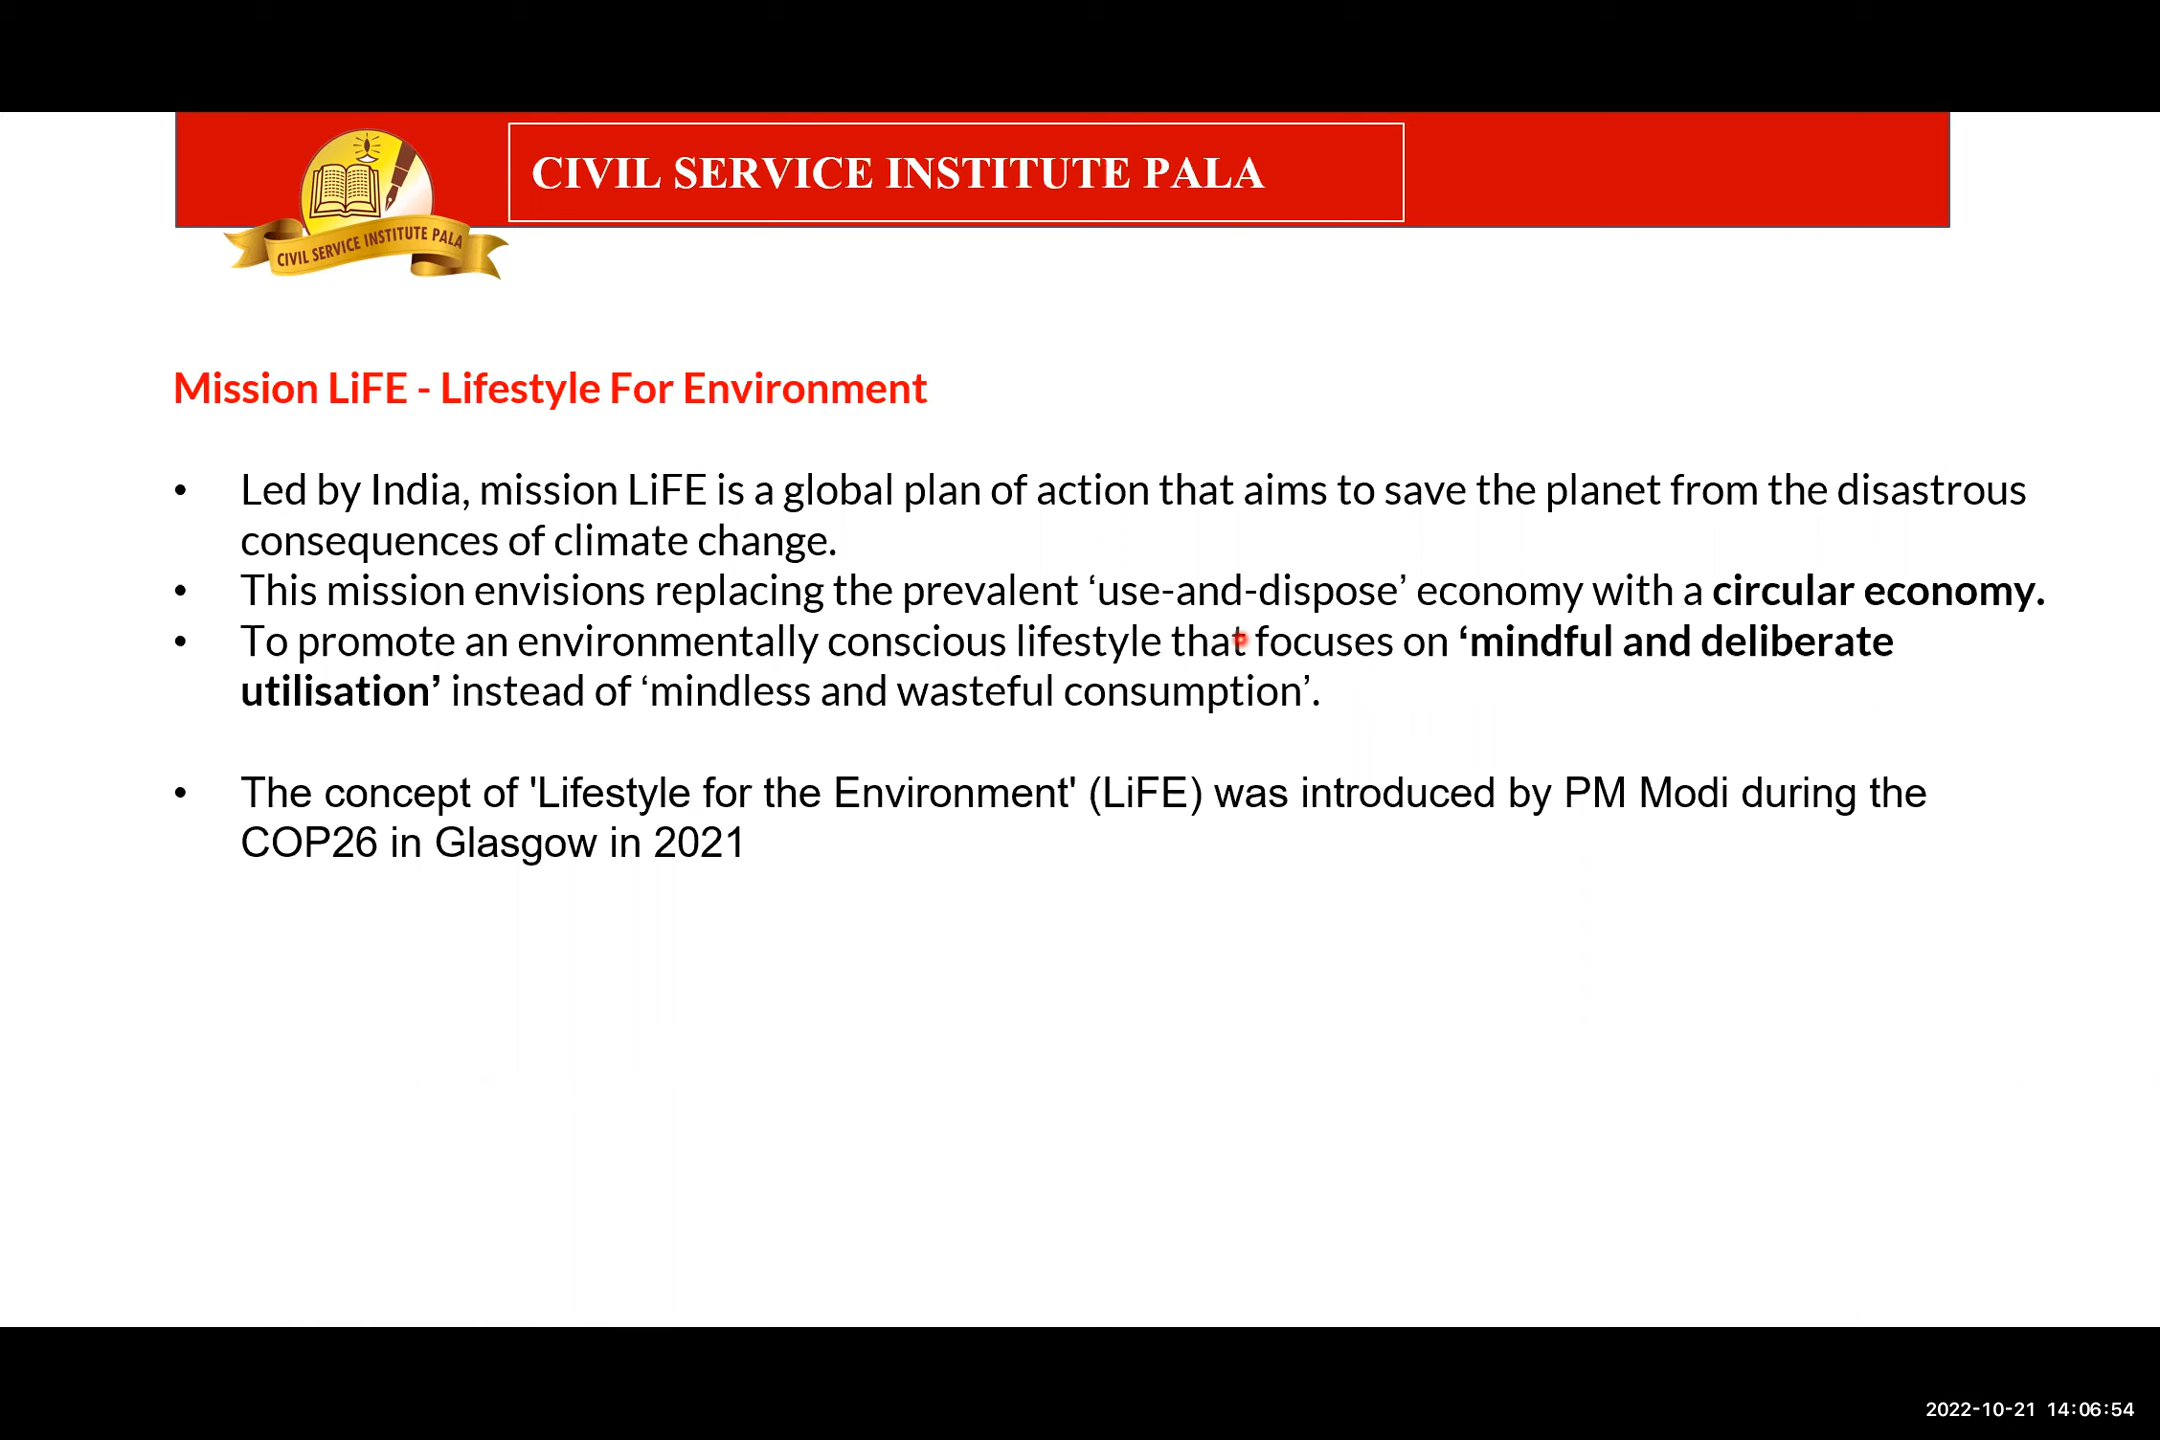 CIVIL SERVICE INSTITUTE PALA
CIVIL SERVICE INSTITUTE PALA
Mission LiFE - Lifestyle For Environment
• Led by India, mission LiFE is a global plan of action that aims to save the planet from the disastrous
consequences of climate change.
• This mission envisions replacing the prevalent ‘use-and-dispose’ economy with a circular economy.
• To promote an environmentally conscious lifestyle that focuses on ‘mindful and deliberate
utilisation’ instead of ‘mindless and wasteful consumption’.
• The concept of 'Lifestyle for the Environment' (LiFE) was introduced by PM Modi during the
COP26 in Glasgow in 2021
2022-10-21 14:06:54